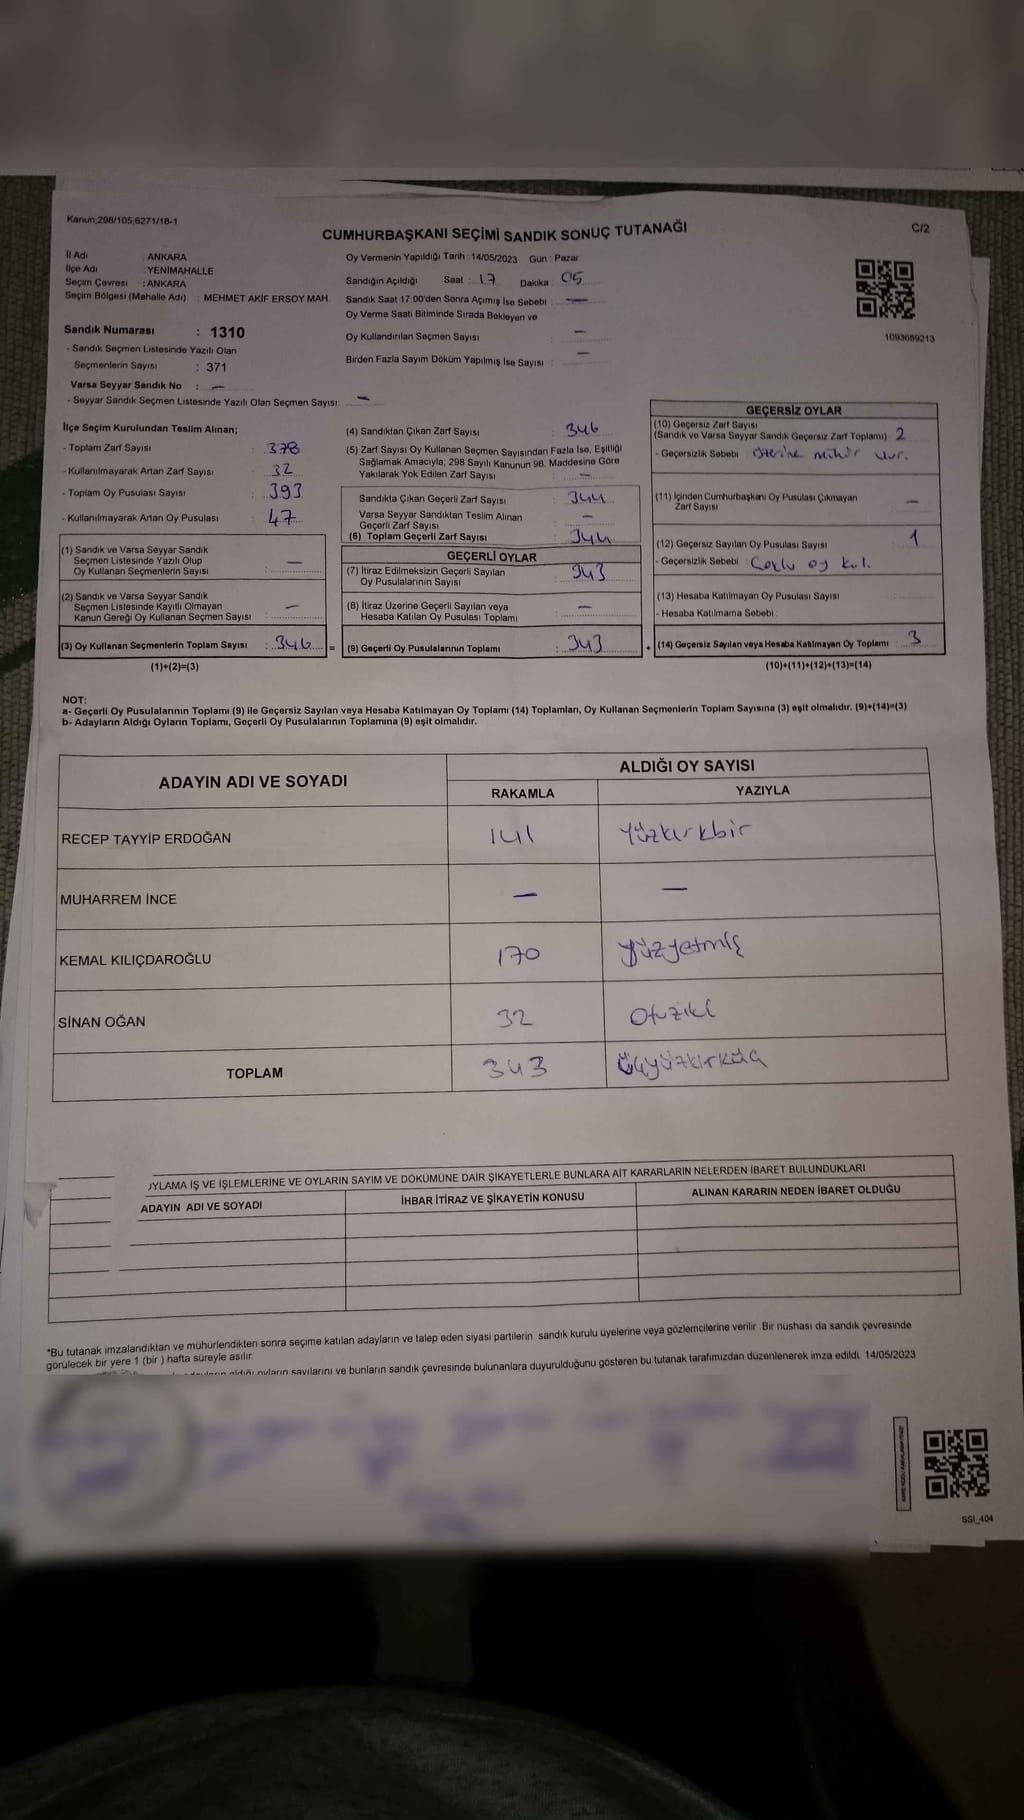 Kanun;298/105,6271/18-1
C/2
CUMHURBAŞKANI SEÇİMİ SANDIK SONUÇ TUTANAĞI
İl Adı : ANKARA
İlçe Adı : YENİMAHALLE
Seçim Çevresi : ANKARA
Seçim Bölgesi (Mahalle Adı) : MEHMET AKİF ERSOY MAH.
Sandık Numarası : 1310
- Sandık Seçmen Listesinde Yazılı Olan
Seçmenlerin Sayısı : 371
Varsa Seyyar Sandık No : —
- Seyyar Sandık Seçmen Listesinde Yazılı Olan Seçmen Sayısı: —
Oy Vermenin Yapıldığı Tarih : 14/05/2023 Gün : Pazar
Sandığın Açıldığı Saat : 17 Dakika : 05
Sandık Saat 17.00'den Sonra Açımış İse Sebebi : —
Oy Verme Saati Bitiminde Sırada Bekleyen ve
Oy Kullandırılan Seçmen Sayısı : —
Birden Fazla Sayım Döküm Yapılmış İse Sayısı : —
1093689213
İlçe Seçim Kurulundan Teslim Alınan;
- Toplam Zarf Sayısı : 378
- Kullanılmayarak Artan Zarf Sayısı : 32
- Toplam Oy Pusulası Sayısı : 393
- Kullanılmayarak Artan Oy Pusulası : 47
(1) Sandık ve Varsa Seyyar Sandık
Seçmen Listesinde Yazılı Olup
Oy Kullanan Seçmenlerin Sayısı : —
(2) Sandık ve Varsa Seyyar Sandık
Seçmen Listesinde Kayıtlı Olmayan
Kanun Gereği Oy Kullanan Seçmen Sayısı : —
(3) Oy Kullanan Seçmenlerin Toplam Sayısı : 346 =
(1)+(2)=(3)
(4) Sandıktan Çıkan Zarf Sayısı : 346
(5) Zarf Sayısı Oy Kullanan Seçmen Sayısından Fazla İse, Eşitliği
Sağlamak Amacıyla; 298 Sayılı Kanunun 98. Maddesine Göre
Yakılarak Yok Edilen Zarf Sayısı : —
Sandıkta Çıkan Geçerli Zarf Sayısı : 344
Varsa Seyyar Sandıktan Teslim Alınan
Geçerli Zarf Sayısı : —
(6) Toplam Geçerli Zarf Sayısı : 344
GEÇERLİ OYLAR
(7) İtiraz Edilmeksizin Geçerli Sayılan
Oy Pusulalarının Sayısı : 343
(8) İtiraz Üzerine Geçerli Sayılan veya
Hesaba Katılan Oy Pusulası Toplamı : —
(9) Geçerli Oy Pusulalarının Toplamı : 343 +
GEÇERSİZ OYLAR
(10) Geçersiz Zarf Sayısı
(Sandık ve Varsa Seyyar Sandık Geçersiz Zarf Toplamı) 2
- Geçersizlik Sebebi : üzerine mühür vur.
(11) İçinden Cumhurbaşkanı Oy Pusulası Çıkmayan
Zarf Sayısı —
(12) Geçersiz Sayılan Oy Pusulası Sayısı : 1
- Geçersizlik Sebebi : Çoklu oy kul.
(13) Hesaba Katılmayan Oy Pusulası Sayısı :
- Hesaba Katılmama Sebebi :
(14) Geçersiz Sayılan veya Hesaba Katılmayan Oy Toplamı : 3
(10)+(11)+(12)+(13)=(14)
NOT:
a- Geçerli Oy Pusulalarının Toplamı (9) ile Geçersiz Sayılan veya Hesaba Katılmayan Oy Toplamı (14) Toplamları, Oy Kullanan Seçmenlerin Toplam Sayısına (3) eşit olmalıdır. (9)+(14)=(3)
b- Adayların Aldığı Oyların Toplamı, Geçerli Oy Pusulalarının Toplamına (9) eşit olmalıdır.
ADAYIN ADI VE SOYADI
ALDIĞI OY SAYISI
RAKAMLA YAZIYLA
RECEP TAYYİP ERDOĞAN 141 Yüzkırkbir
MUHARREM İNCE — —
KEMAL KILIÇDAROĞLU 170 yüzyetmiş
SİNAN OĞAN 32 Otuziki
TOPLAM 343 Üçyüzkırküç
OYLAMA İŞ VE İŞLEMLERİNE VE OYLARIN SAYIM VE DÖKÜMÜNE DAİR ŞİKAYETLERLE BUNLARA AİT KARARLARIN NELERDEN İBARET BULUNDUKLARI
ADAYIN ADI VE SOYADI İHBAR İTİRAZ VE ŞİKAYETİN KONUSU ALINAN KARARIN NEDEN İBARET OLDUĞU
*Bu tutanak imzalandıktan ve mühürlendikten sonra seçime katılan adayların ve talep eden siyasi partilerin sandık kurulu üyelerine veya gözlemcilerine verilir. Bir nüshası da sandık çevresinde
görülecek bir yere 1 (bir ) hafta süreyle asılır.
oyların sayılarını ve bunların sandık çevresinde bulunanlara duyurulduğunu gösteren bu tutanak tarafımızdan düzenlenerek imza edildi. 14/05/2023
SSI_404